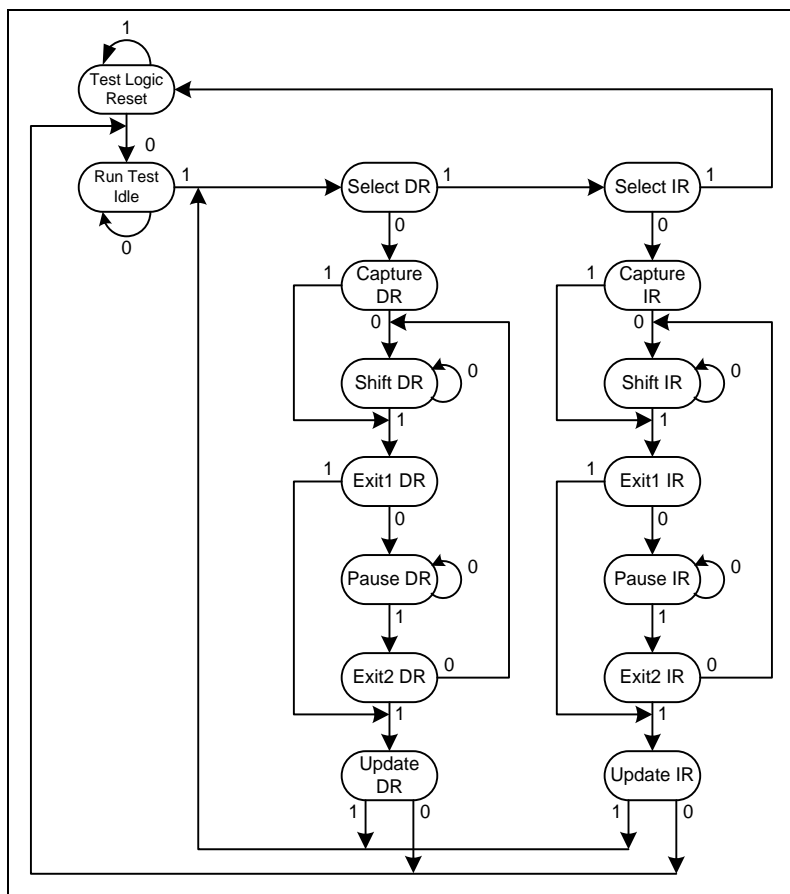 1
Test Logic
Reset
0
Run Test
Idle
1
0
Select DR
1
0
Select IR
1
0
Capture
DR
1
0
Capture
IR
1
0
Shift DR
0
1
Shift IR
0
1
Exit1 DR
1
0
Exit1 IR
1
0
Pause DR
0
1
Pause IR
0
1
Exit2 DR
0
1
Exit2 IR
0
1
Update
DR
1
0
Update IR
1
0